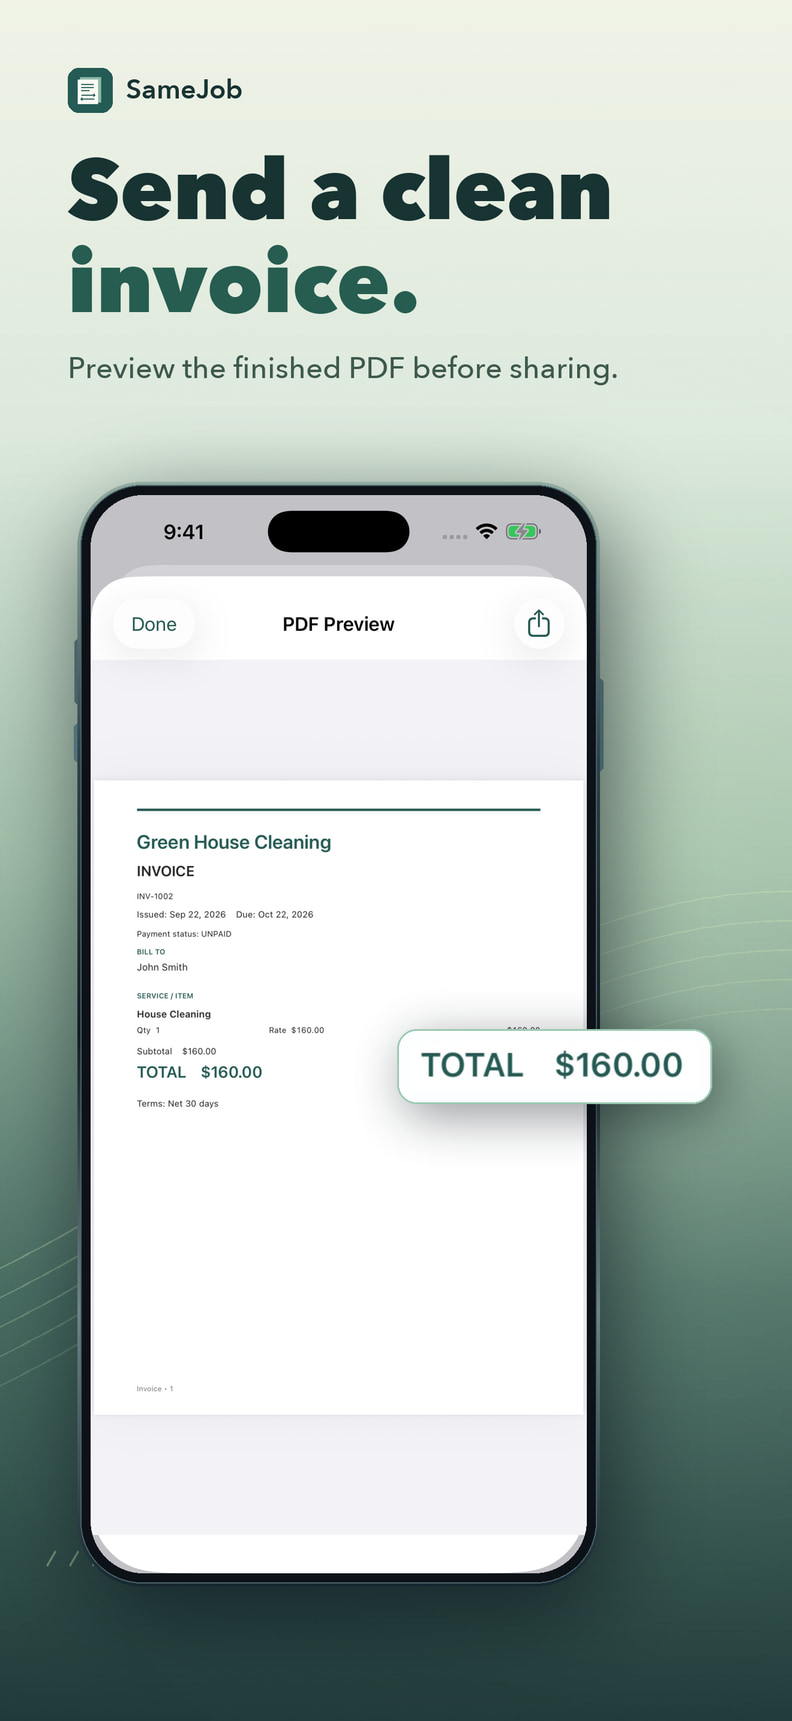 SameJob
Send a clean
invoice.
Preview the finished PDF before sharing.
9:41
Done PDF Preview
Green House Cleaning
INVOICE
INV-1002
Issued: Sep 22, 2026 Due: Oct 22, 2026
Payment status: UNPAID
BILL TO
John Smith
SERVICE / ITEM
House Cleaning
Qty 1 Rate $160.00
Subtotal $160.00
TOTAL $160.00
TOTAL $160.00
Terms: Net 30 days
Invoice • 1